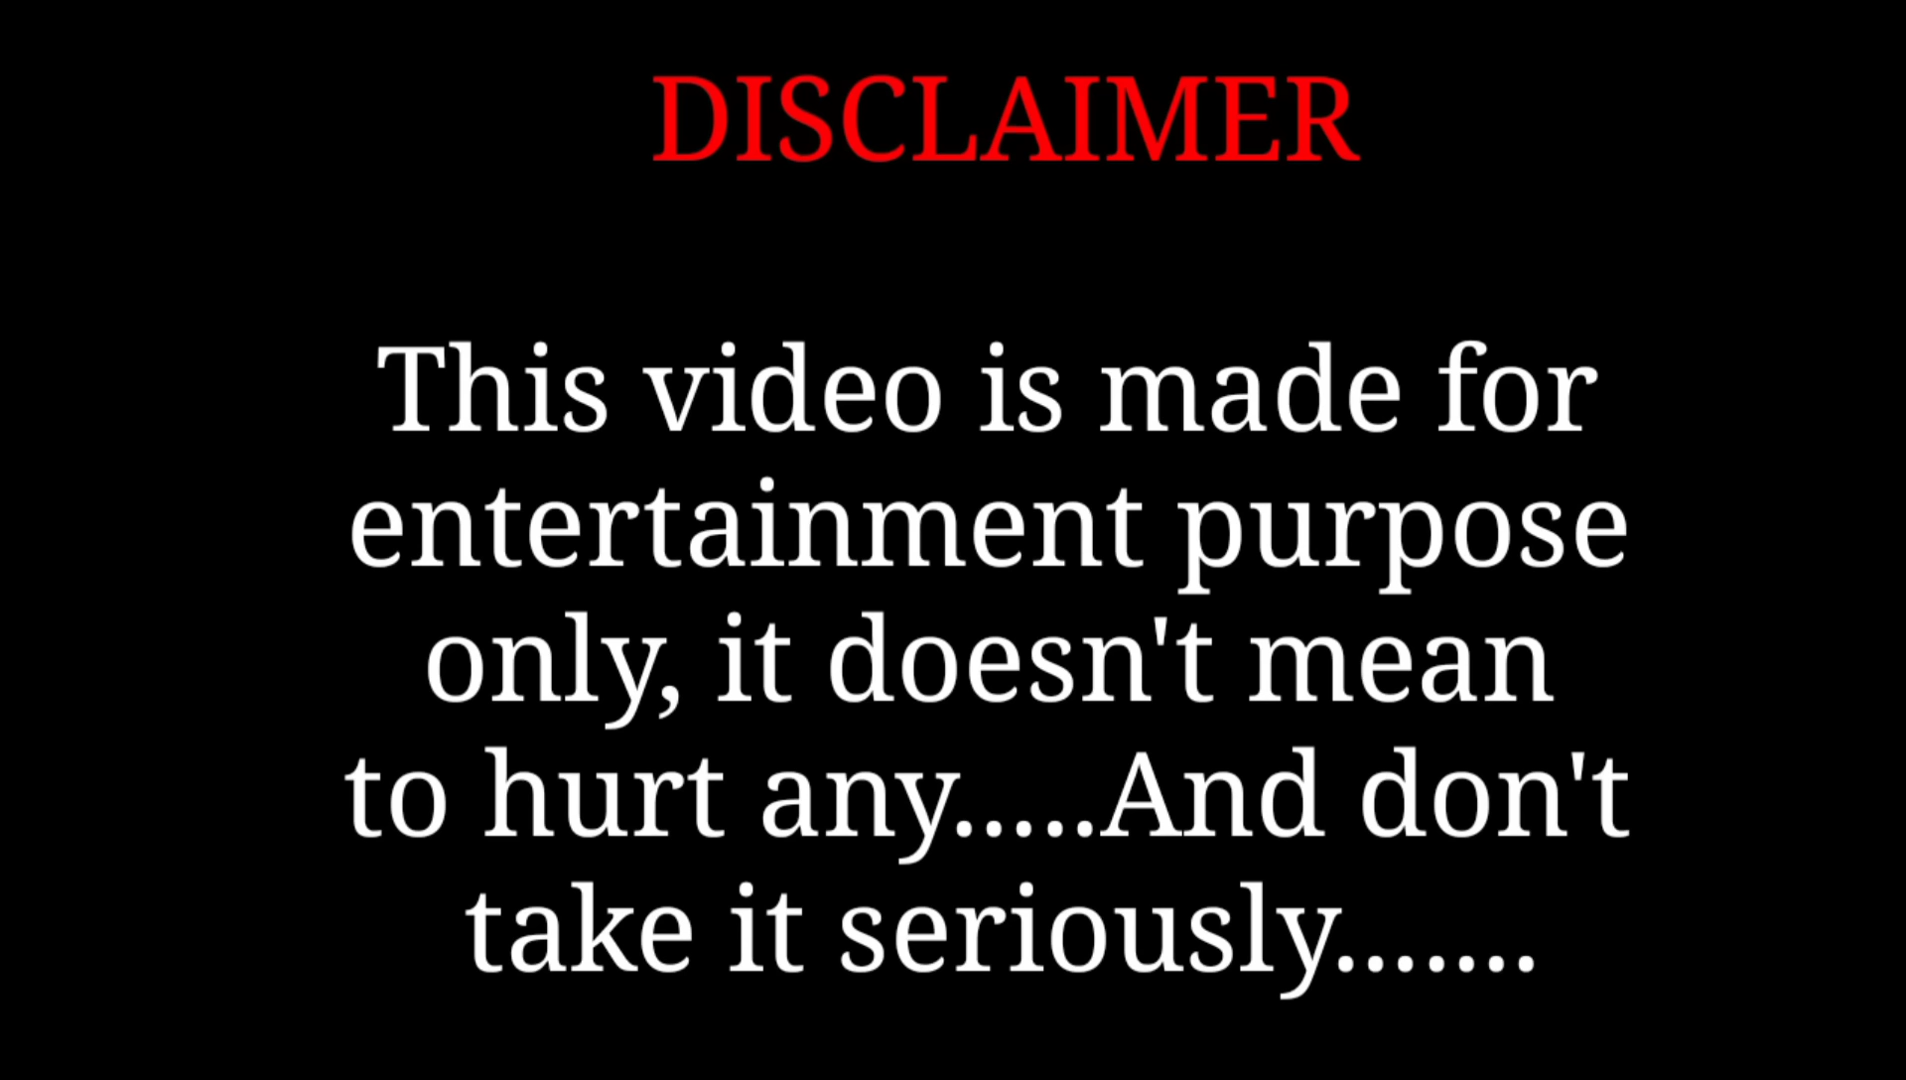 DISCLAIMER
This video is made for
entertainment purpose
only, it doesn't mean
to hurt any.....And don't
take it seriously.......